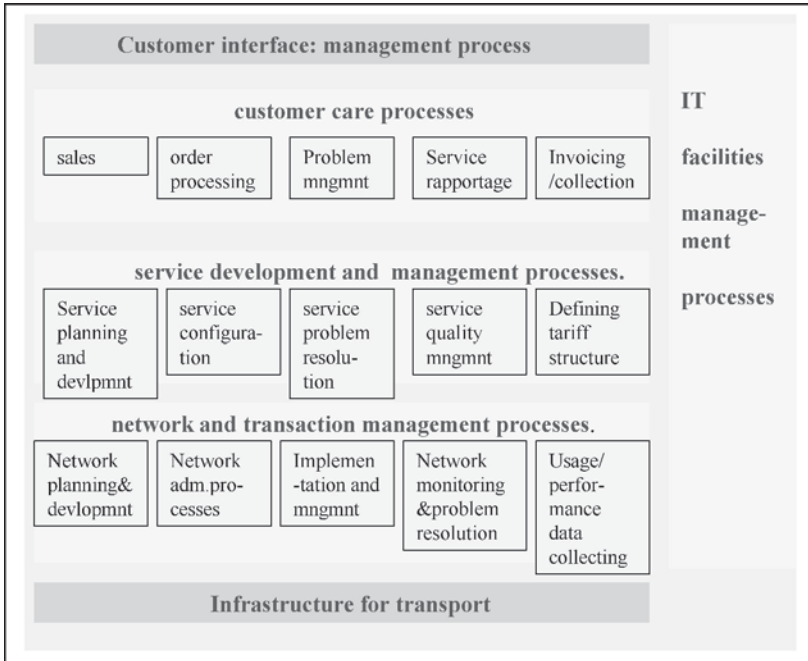 Customer interface: management process
customer care processes
sales
order
processing
Problem
mngmnt
Service
rapportage
Invoicing
/collection
service development and management processes.
Service
planning
and
devlpmnt
service
configura-
tion
service
problem
resolu-
tion
service
quality
mngmnt
Defining
tariff
structure
network and transaction management processes.
Network
planning&
devlopmnt
Network
adm.pro-
cesses
Implemen
-tation and
mngmnt
Network
monitoring
&problem
resolution
Usage/
perfor-
mance
data
collecting
Infrastructure for transport
IT
facilities
manage-
ment
processes